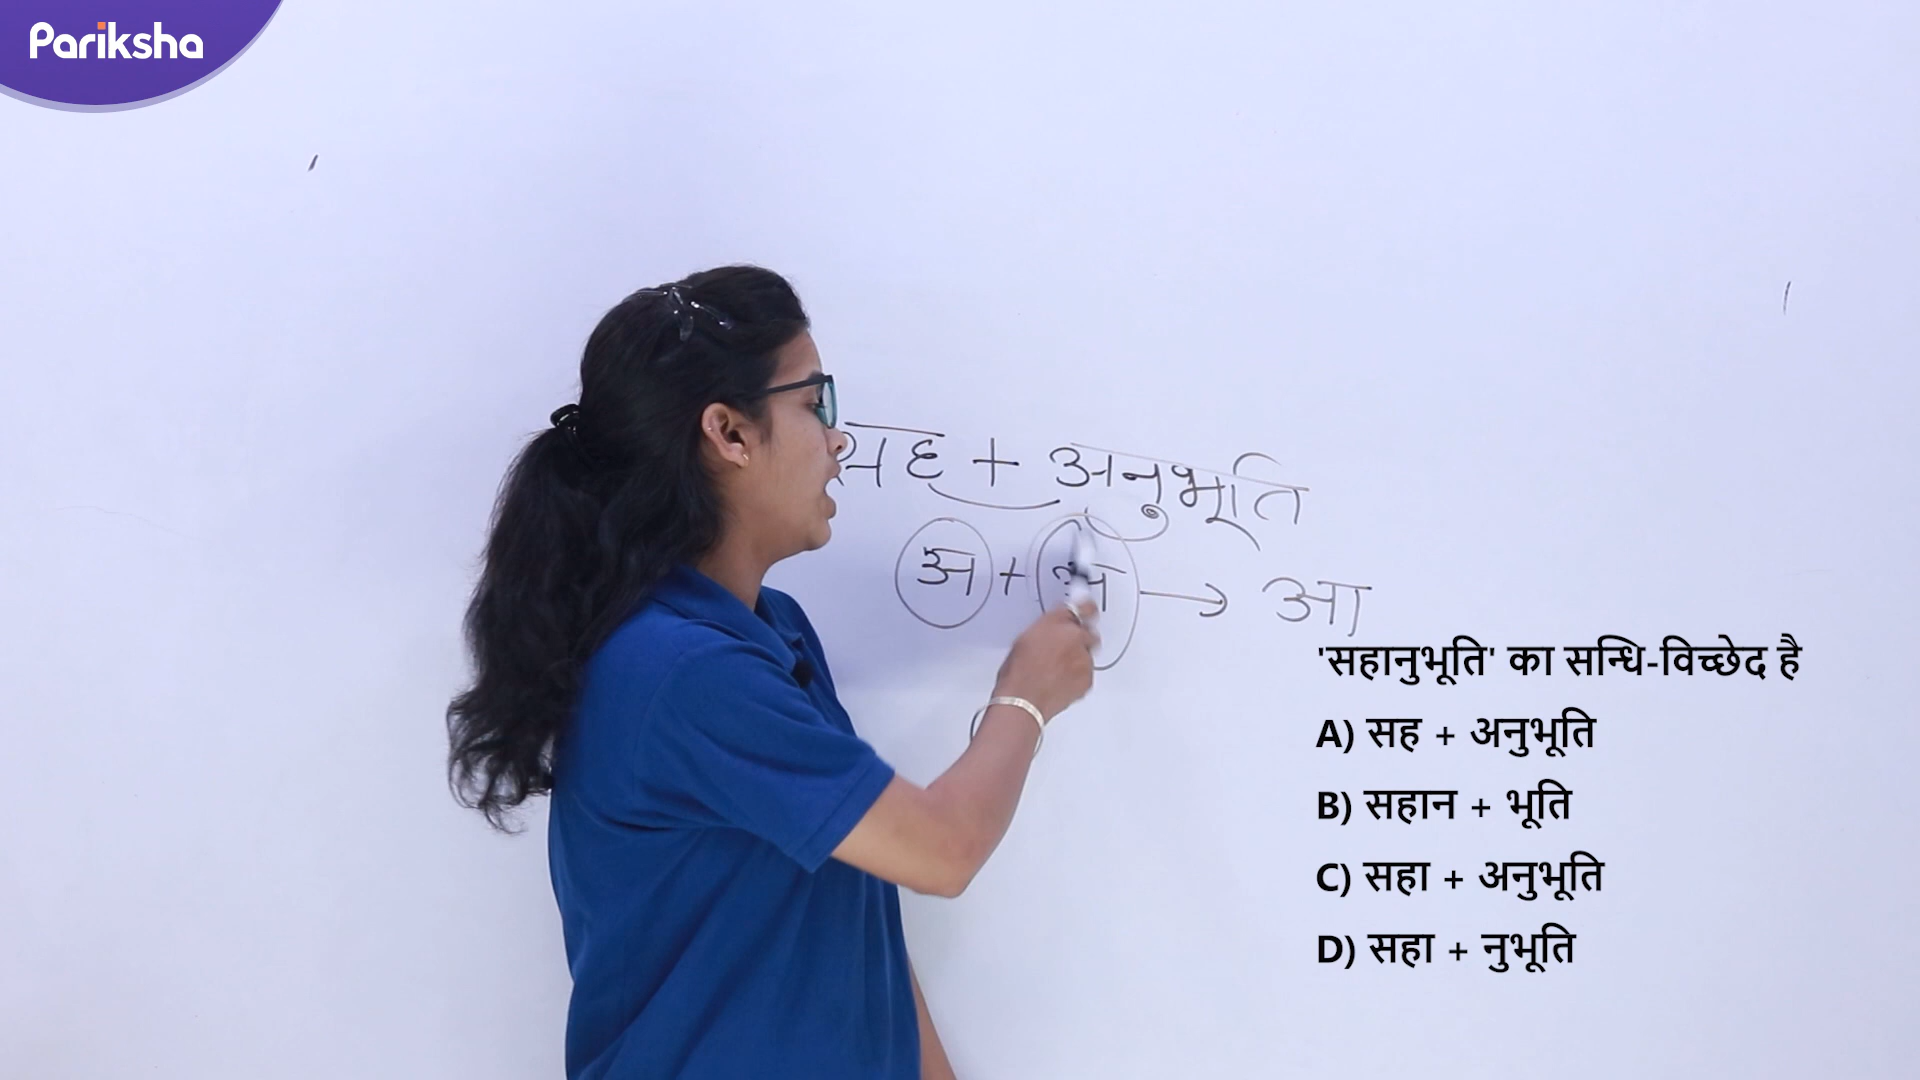 Pariksha
सह + अनुभूति
अ + अ → आ
'सहानुभूति' का सन्धि-विच्छेद है
A) सह + अनुभूति
B) सहान + भूति
C) सहा + अनुभूति
D) सहा + नुभूति